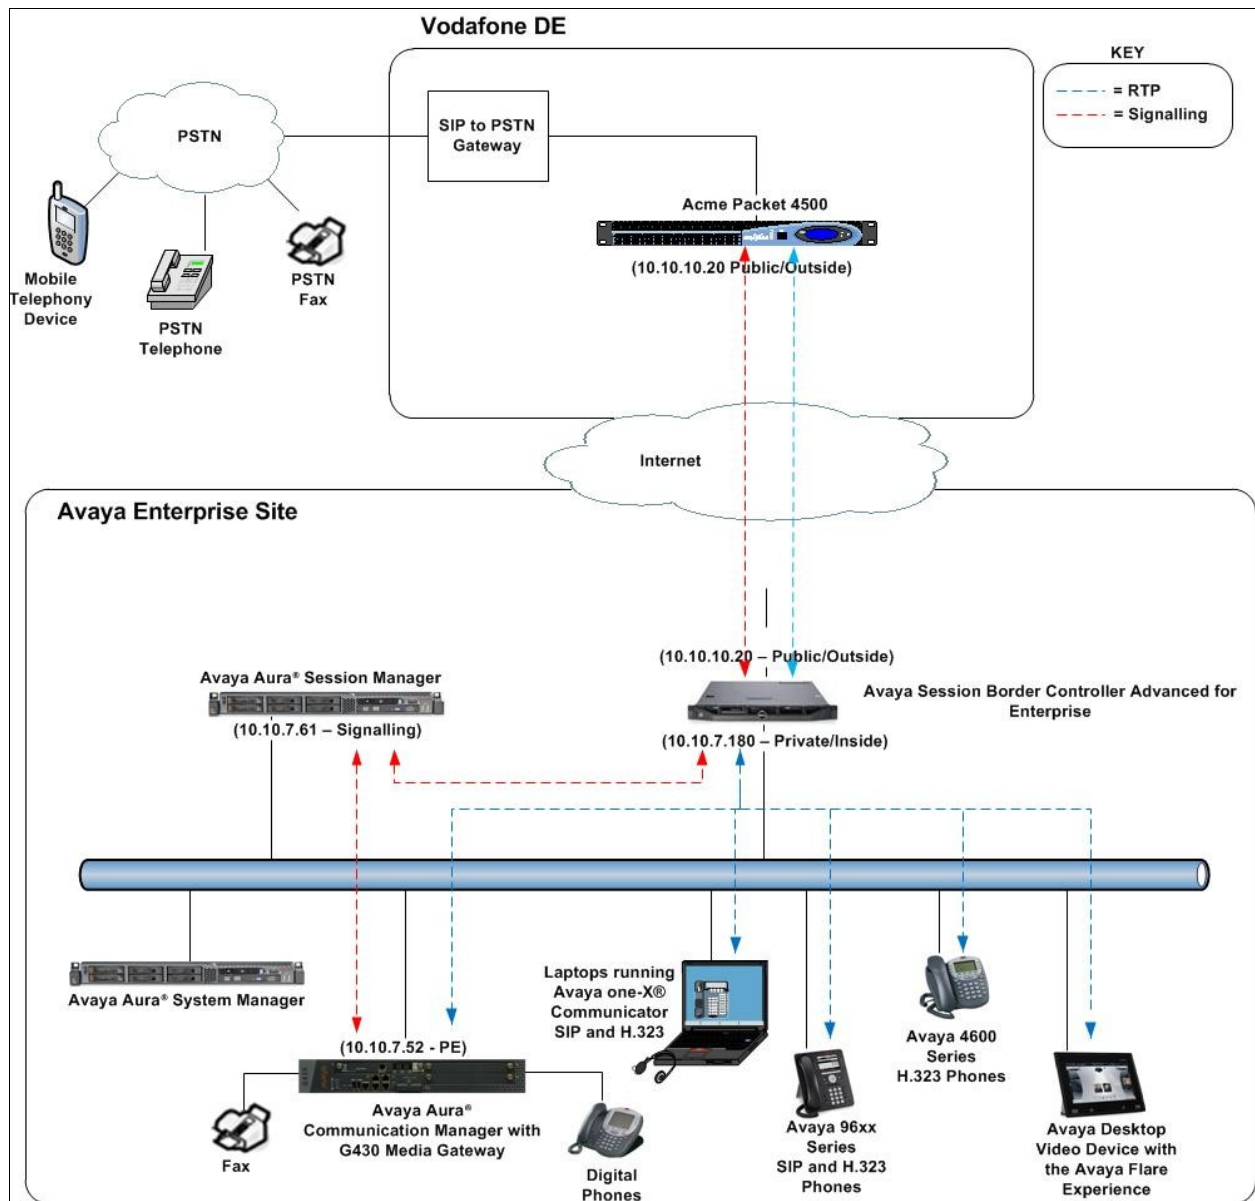 Vodafone DE
KEY
= RTP
= Signalling
SIP to PSTN
Gateway
PSTN
Acme Packet 4500
(10.10.10.20 Public/Outside)
Mobile
Telephony
Device
PSTN
Telephone
PSTN
Fax
Internet
Avaya Enterprise Site
(10.10.10.20 – Public/Outside)
Avaya Aura® Session Manager
(10.10.7.61 – Signalling)
Avaya Session Border Controller Advanced for
Enterprise
(10.10.7.180 – Private/Inside)
Avaya Aura® System Manager
Laptops running
Avaya one-X®
Communicator
SIP and H.323
(10.10.7.52 - PE)
Avaya Aura®
Communication Manager with
G430 Media Gateway
Fax
Digital
Phones
Avaya 96xx
Series
SIP and H.323
Phones
Avaya 4600
Series
H.323 Phones
Avaya Desktop
Video Device with
the Avaya Flare
Experience